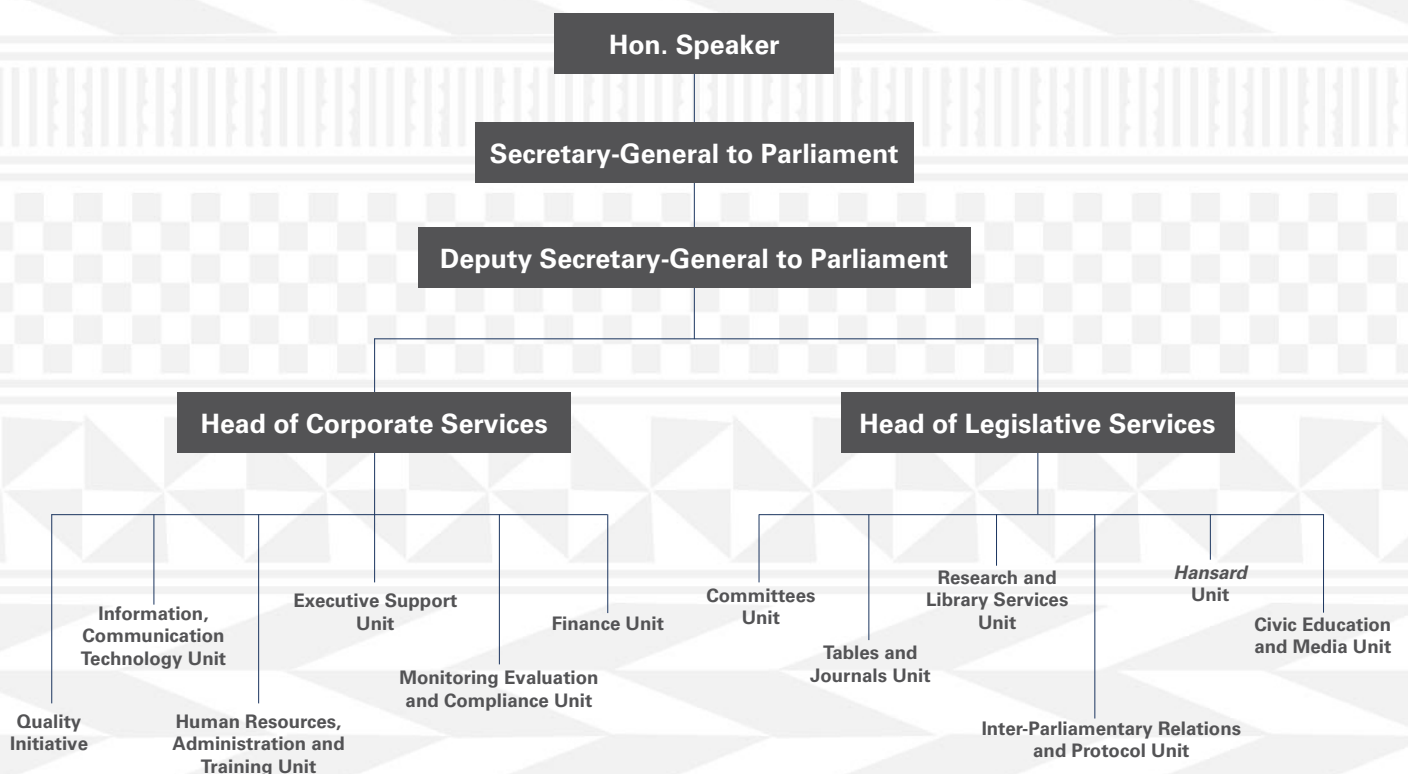 Hon. Speaker
Secretary-General to Parliament
Deputy Secretary-General to Parliament
Head of Corporate Services
Head of Legislative Services
Quality
Initiative
Information,
Communication
Technology Unit
Human Resources,
Administration and
Training Unit
Executive Support
Unit
Monitoring Evaluation
and Compliance Unit
Finance Unit
Committees
Unit
Tables and
Journals Unit
Research and
Library Services
Unit
Inter-Parliamentary Relations
and Protocol Unit
Hansard
Unit
Civic Education
and Media Unit